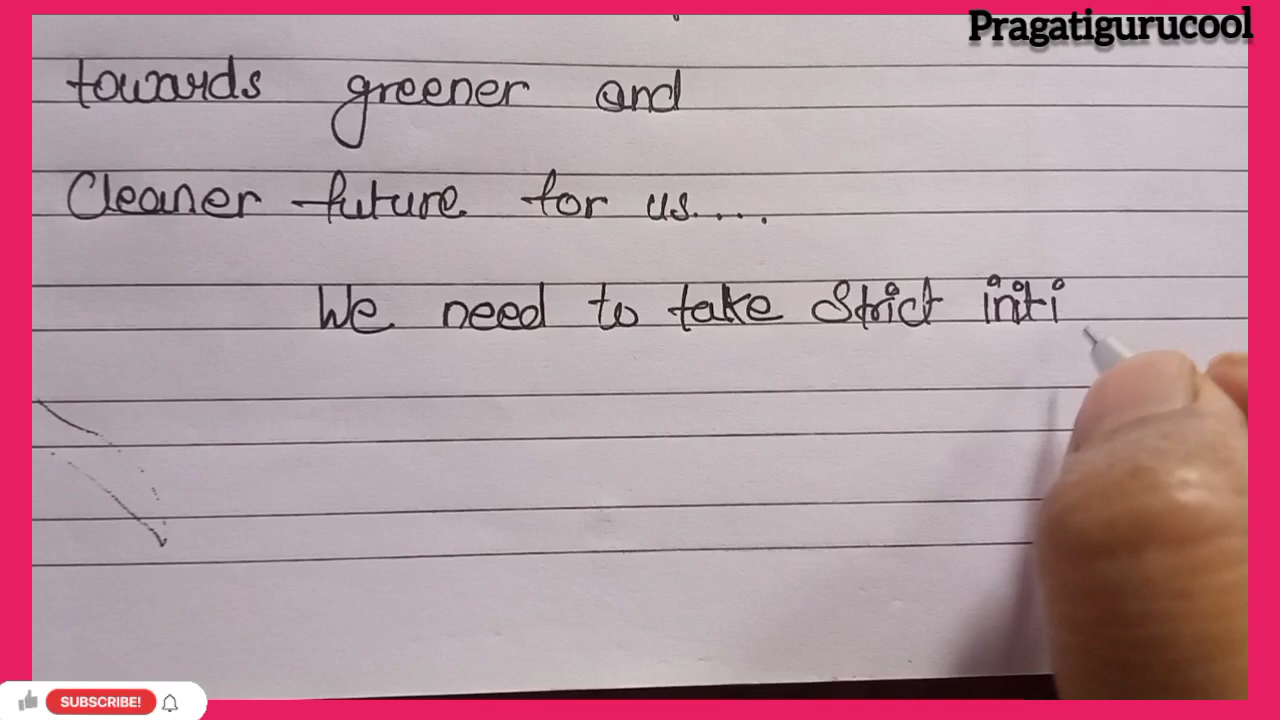 Pragatigurucool
towards greener and
Cleaner future for us....
We need to take Strict initi
SUBSCRIBE!